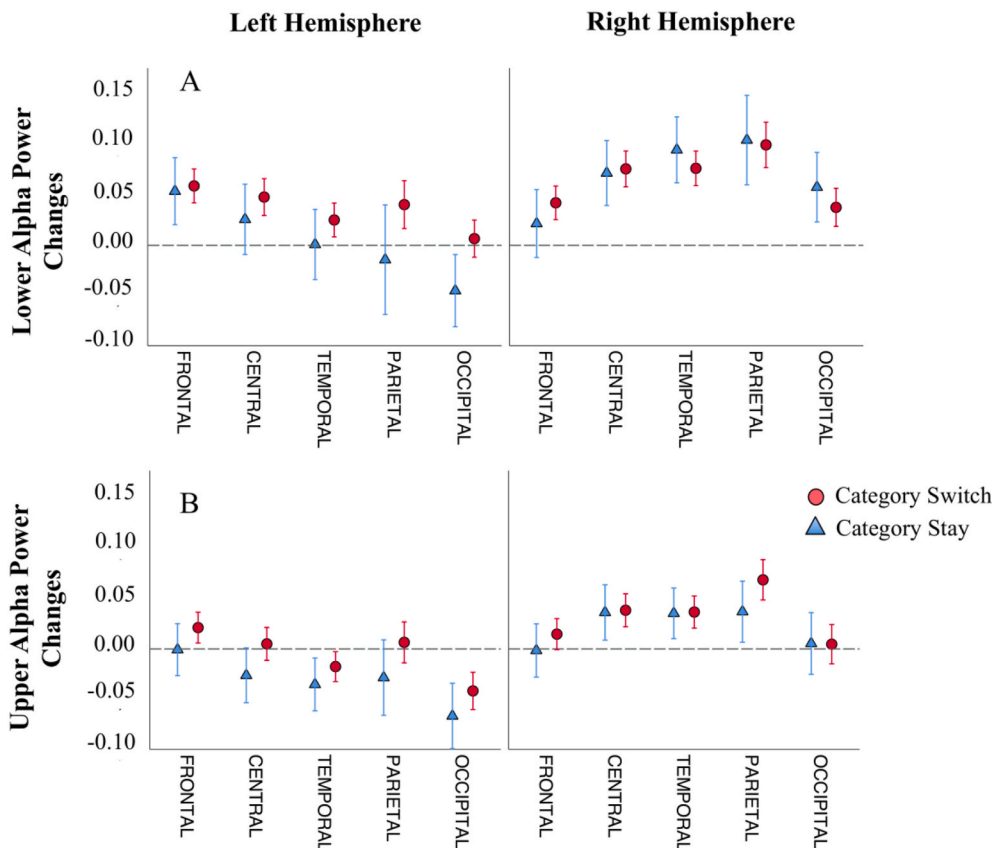 Left Hemisphere
Right Hemisphere
Lower Alpha Power
Changes
A
0.15
0.10
0.05
0.00
-0.05
-0.10
FRONTAL
CENTRAL
TEMPORAL
PARIETAL
OCCIPITAL
FRONTAL
CENTRAL
TEMPORAL
PARIETAL
OCCIPITAL
Upper Alpha Power
Changes
B
0.15
0.10
0.05
0.00
-0.05
-0.10
Category Switch
Category Stay
FRONTAL
CENTRAL
TEMPORAL
PARIETAL
OCCIPITAL
FRONTAL
CENTRAL
TEMPORAL
PARIETAL
OCCIPITAL